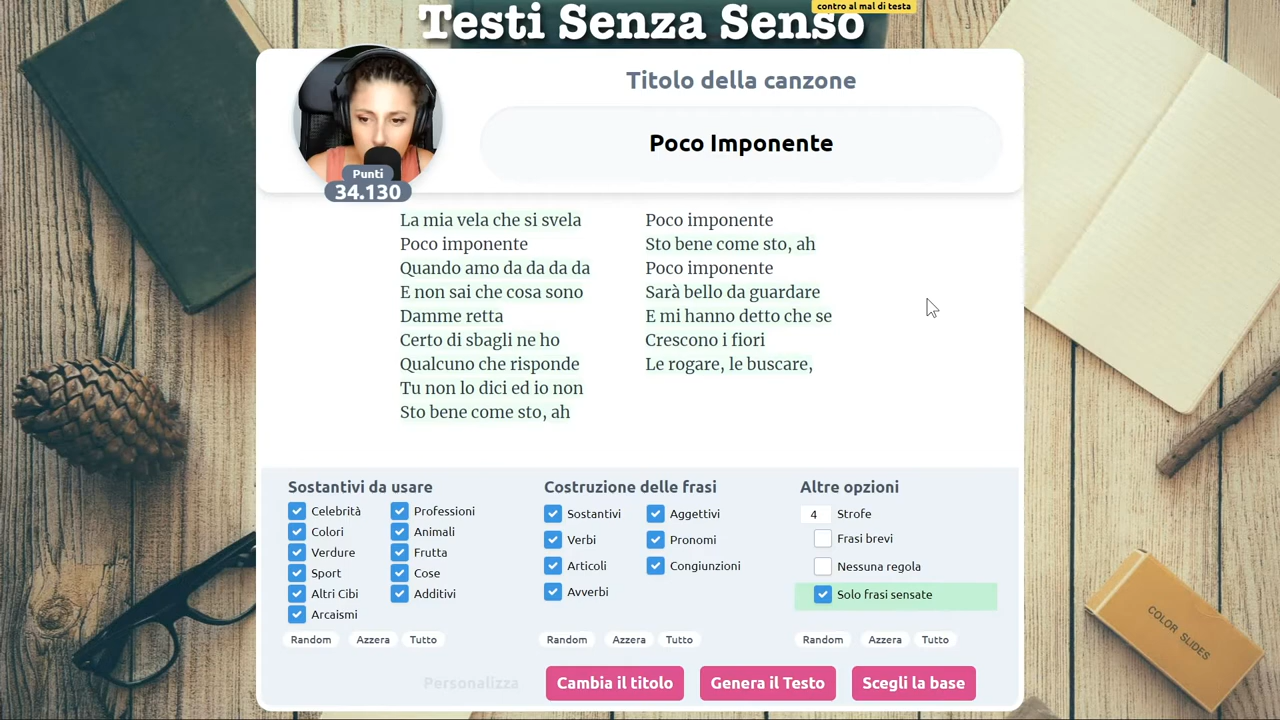 contro al mal di testa
Testi Senza Senso
Titolo della canzone
Poco Imponente
Punti
34.130
La mia vela che si svela
Poco imponente
Quando amo da da da da
E non sai che cosa sono
Damme retta
Certo di sbagli ne ho
Qualcuno che risponde
Tu non lo dici ed io non
Sto bene come sto, ah
Poco imponente
Sto bene come sto, ah
Poco imponente
Sarà bello da guardare
E mi hanno detto che se
Crescono i fiori
Le rogare, le buscare,
Sostantivi da usare
Celebrità
Professioni
Colori
Animali
Verdure
Frutta
Sport
Cose
Altri Cibi
Additivi
Arcaismi
Random
Azzera
Tutto
Costruzione delle frasi
Sostantivi
Aggettivi
Verbi
Pronomi
Articoli
Congiunzioni
Avverbi
Random
Azzera
Tutto
Altre opzioni
4 Strofe
Frasi brevi
Nessuna regola
Solo frasi sensate
Random
Azzera
Tutto
Personalizza
Cambia il titolo
Genera il Testo
Scegli la base
COLOR SLIDES